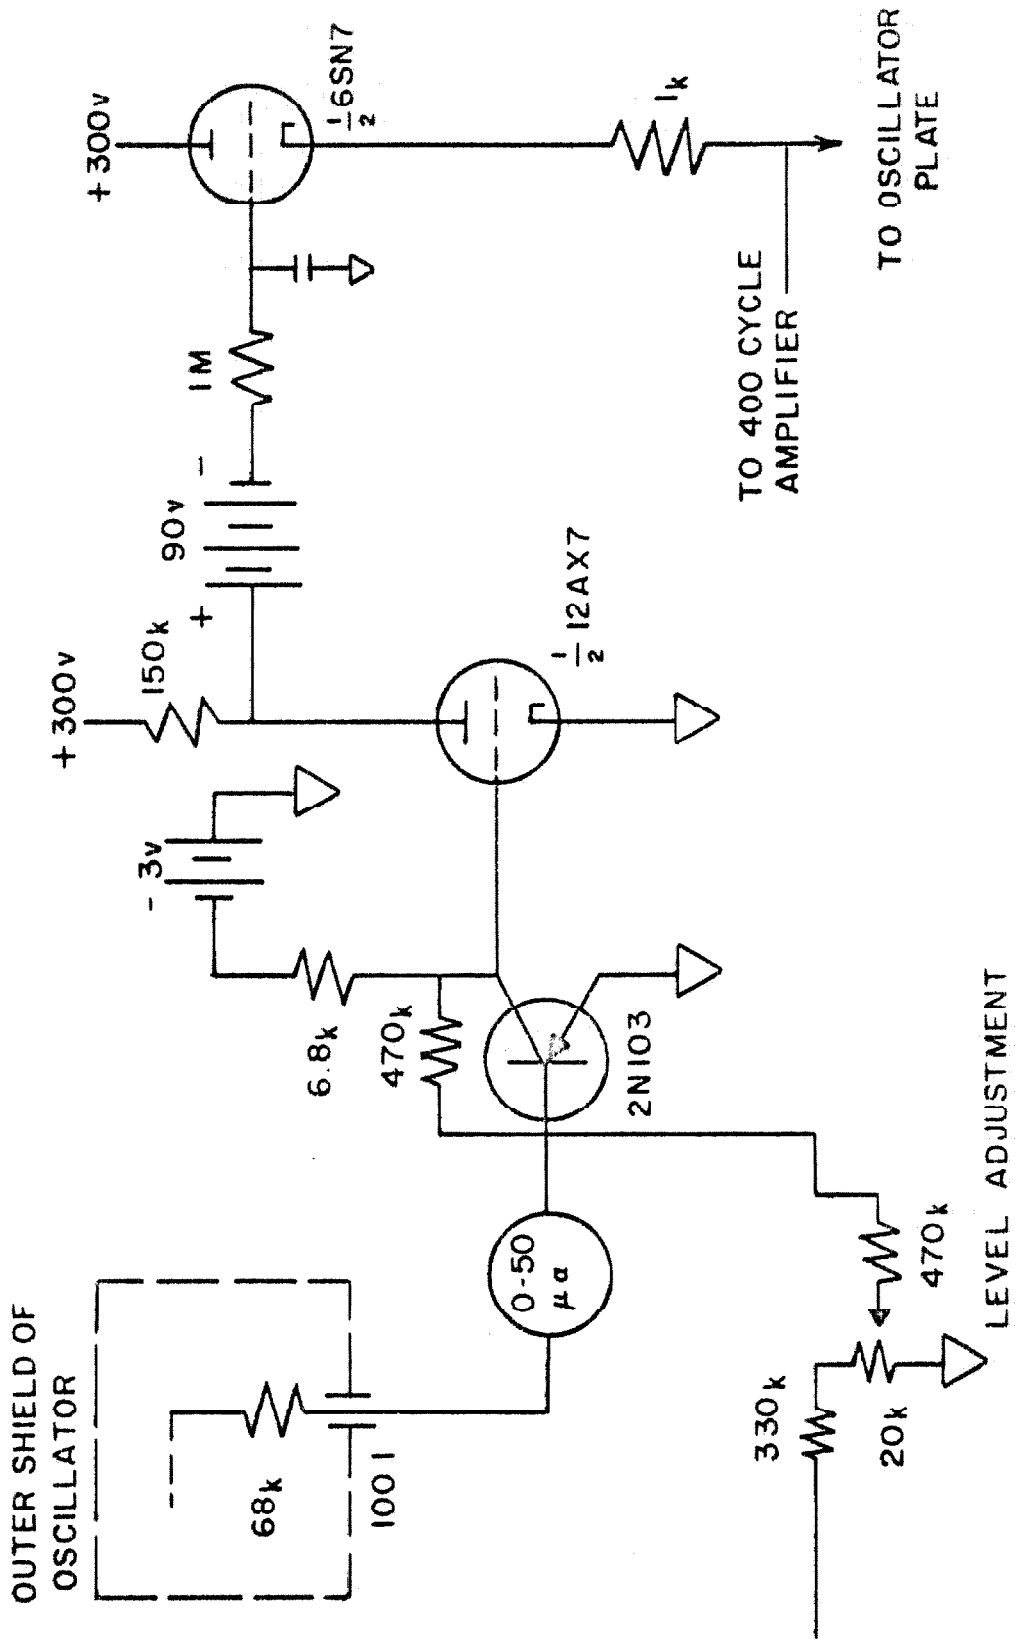 OUTER SHIELD OF
OSCILLATOR
68k
1001
0-50
μa
- 3v
6.8k
470k
2N103
+300v
150k
+ 90v -
1M
+300v
1/2 6SN7
1/2 12AX7
1k
TO 400 CYCLE
AMPLIFIER
TO OSCILLATOR
PLATE
330k
20k
470k
LEVEL ADJUSTMENT